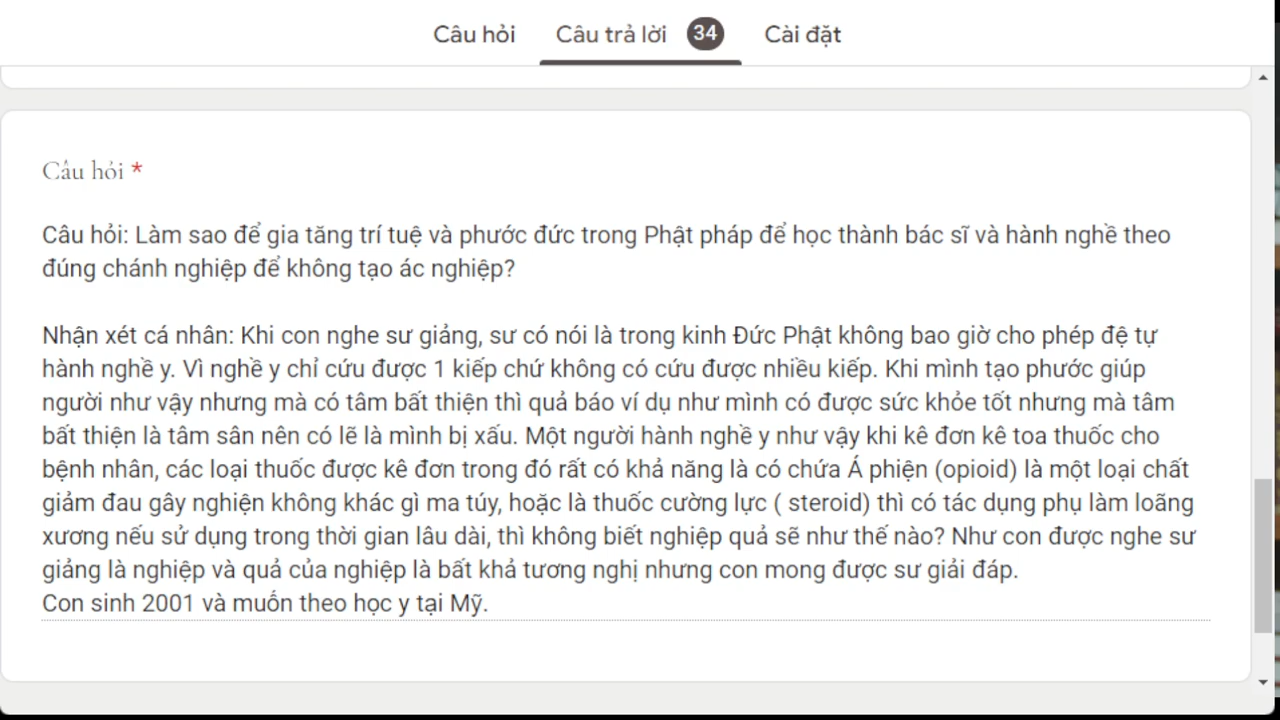 Câu hỏi Câu trả lời 34 Cài đặt
Câu hỏi *
Câu hỏi: Làm sao để gia tăng trí tuệ và phước đức trong Phật pháp để học thành bác sĩ và hành nghề theo
đúng chánh nghiệp để không tạo ác nghiệp?
Nhận xét cá nhân: Khi con nghe sư giảng, sư có nói là trong kinh Đức Phật không bao giờ cho phép đệ tự
hành nghề y. Vì nghề y chỉ cứu được 1 kiếp chứ không có cứu được nhiều kiếp. Khi mình tạo phước giúp
người như vậy nhưng mà có tâm bất thiện thì quả báo ví dụ như mình có được sức khỏe tốt nhưng mà tâm
bất thiện là tâm sân nên có lẽ là mình bị xấu. Một người hành nghề y như vậy khi kê đơn kê toa thuốc cho
bệnh nhân, các loại thuốc được kê đơn trong đó rất có khả năng là có chứa Á phiện (opioid) là một loại chất
giảm đau gây nghiện không khác gì ma túy, hoặc là thuốc cường lực ( steroid) thì có tác dụng phụ làm loãng
xương nếu sử dụng trong thời gian lâu dài, thì không biết nghiệp quả sẽ như thế nào? Như con được nghe sư
giảng là nghiệp và quả của nghiệp là bất khả tương nghị nhưng con mong được sư giải đáp.
Con sinh 2001 và muốn theo học y tại Mỹ.